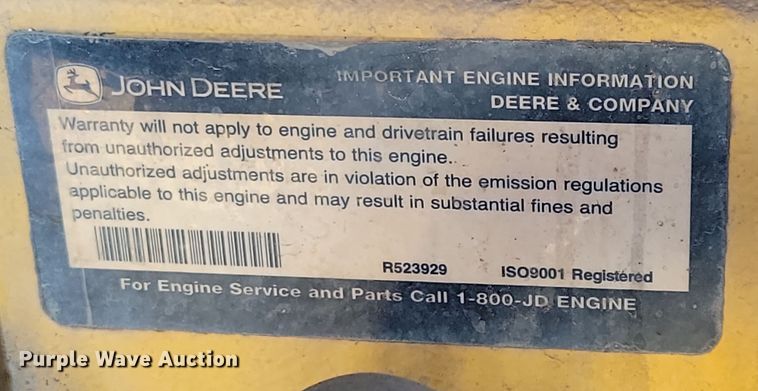 JOHN DEERE
IMPORTANT ENGINE INFORMATION
DEERE & COMPANY
Warranty will not apply to engine and drivetrain failures resulting
from unauthorized adjustments to this engine.
Unauthorized adjustments are in violation of the emission regulations
applicable to this engine and may result in substantial fines and
penalties.
R523929 ISO9001 Registered
For Engine Service and Parts Call 1-800-JD ENGINE
Purple Wave Auction